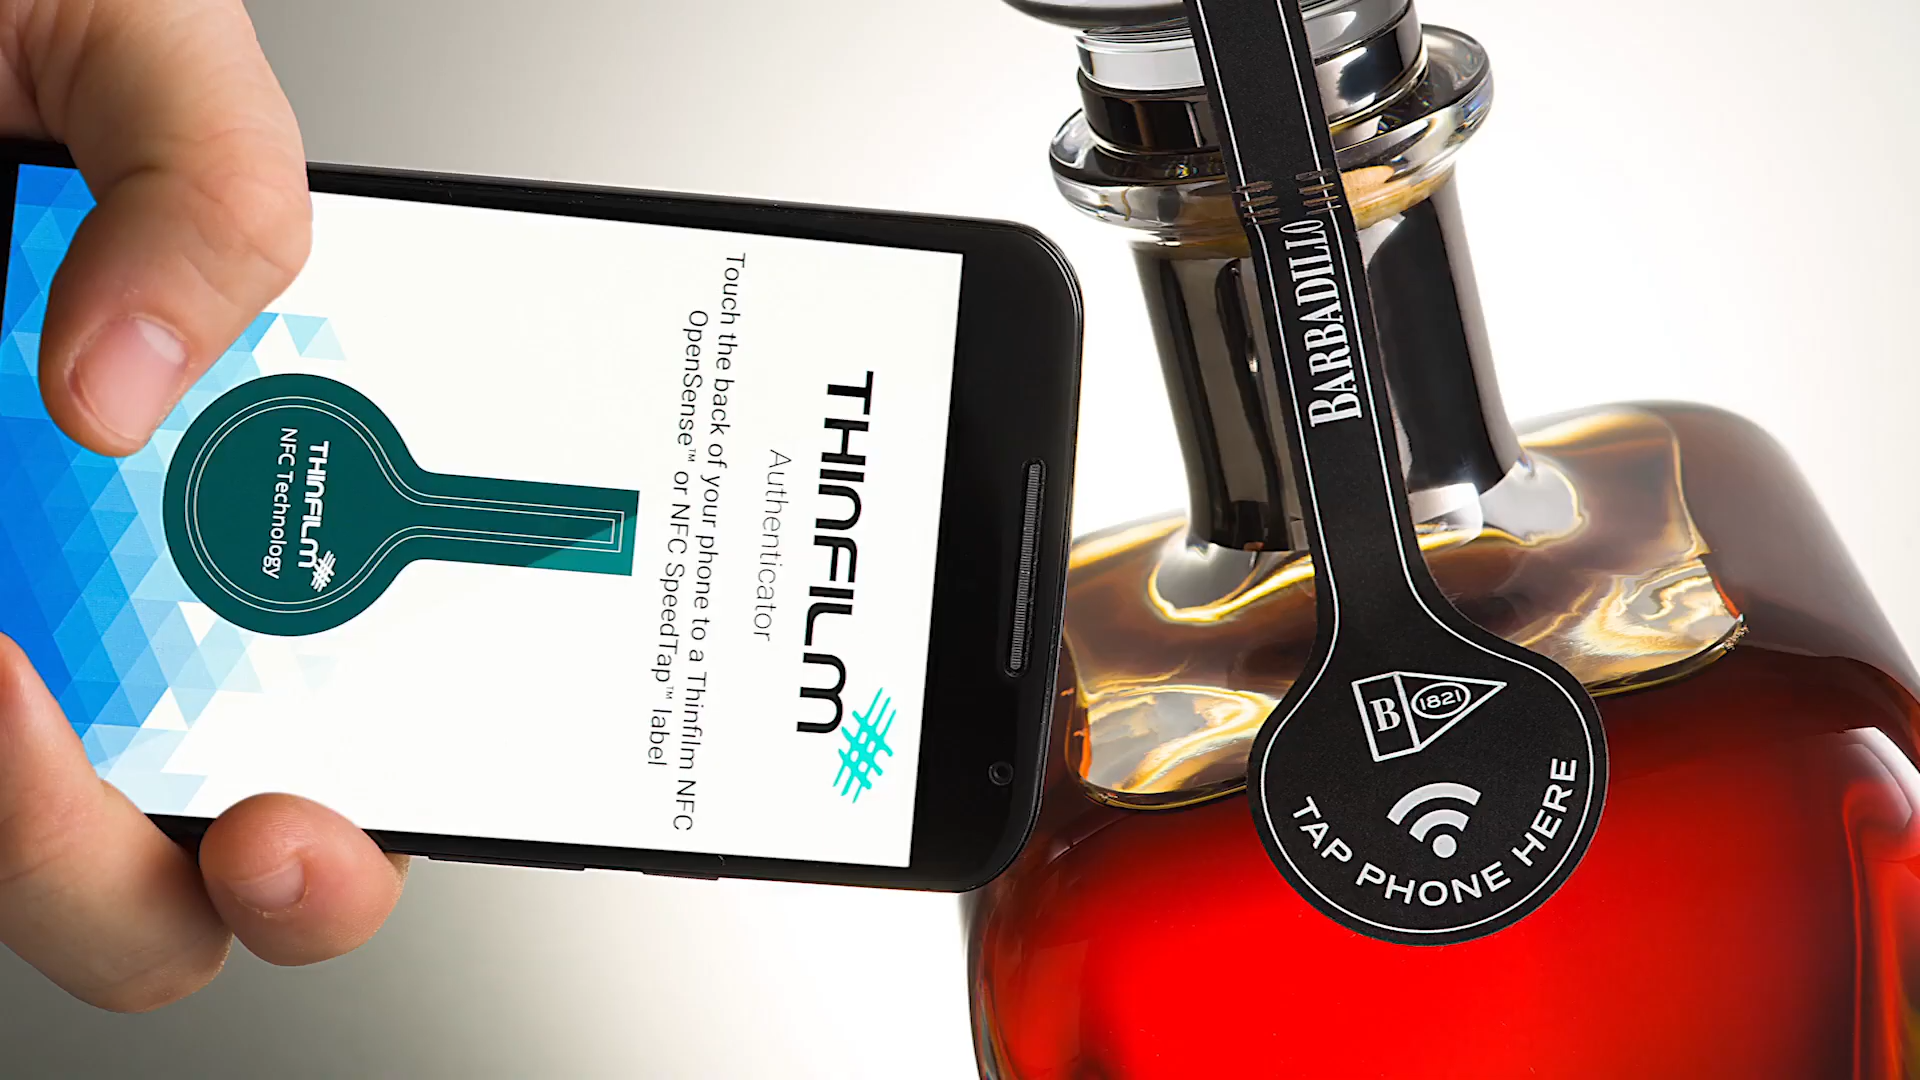 THINFILM
Authenticator
Touch the back of your phone to a Thinfilm NFC
OpenSense™ or NFC SpeedTap™ label
THINFILM
NFC Technology
BARBADILLO
B 1821
TAP PHONE HERE